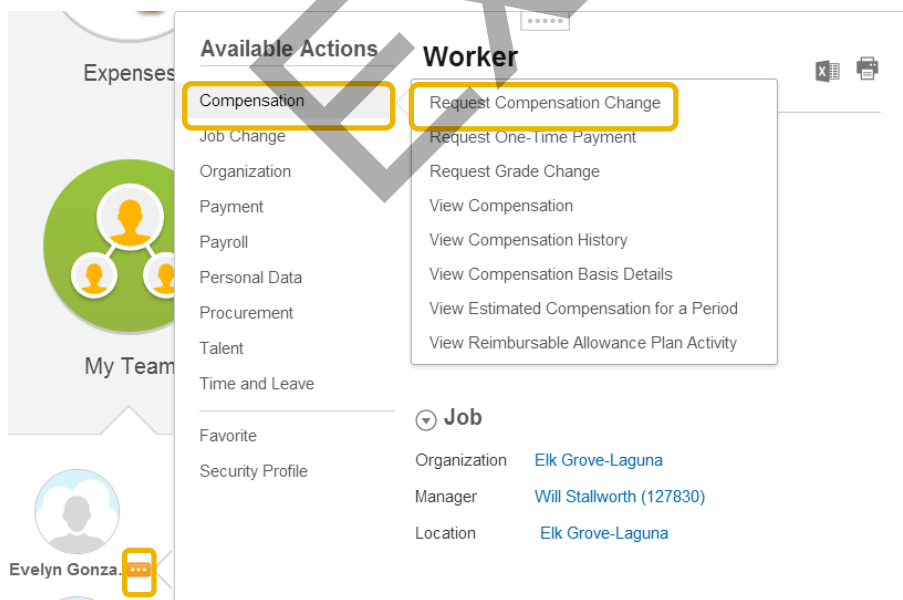 Expenses
My Team
Evelyn Gonza...
Available Actions
Compensation
Job Change
Organization
Payment
Payroll
Personal Data
Procurement
Talent
Time and Leave
Favorite
Security Profile
Worker
Request Compensation Change
Request One-Time Payment
Request Grade Change
View Compensation
View Compensation History
View Compensation Basis Details
View Estimated Compensation for a Period
View Reimbursable Allowance Plan Activity
Job
Organization Elk Grove-Laguna
Manager Will Stallworth (127830)
Location Elk Grove-Laguna